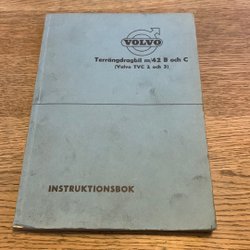 VOLVO
Terrängdragbil m/42 B och C
(Volvo TVC 2 och 3)
INSTRUKTIONSBOK